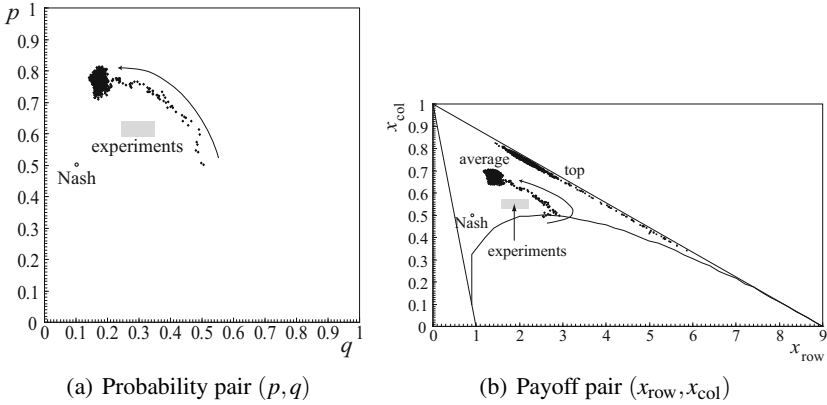 p
1
0.9
0.8
0.7
0.6
0.5
0.4
0.3
0.2
0.1
0
experiments
Nash
0 0.1 0.2 0.3 0.4 0.5 0.6 0.7 0.8 0.9 1
q
(a) Probability pair (p, q)
x_col
1
0.9
0.8
0.7
0.6
0.5
0.4
0.3
0.2
0.1
0
average
top
Nash
experiments
0 1 2 3 4 5 6 7 8 9
x_row
(b) Payoff pair (x_row, x_col)